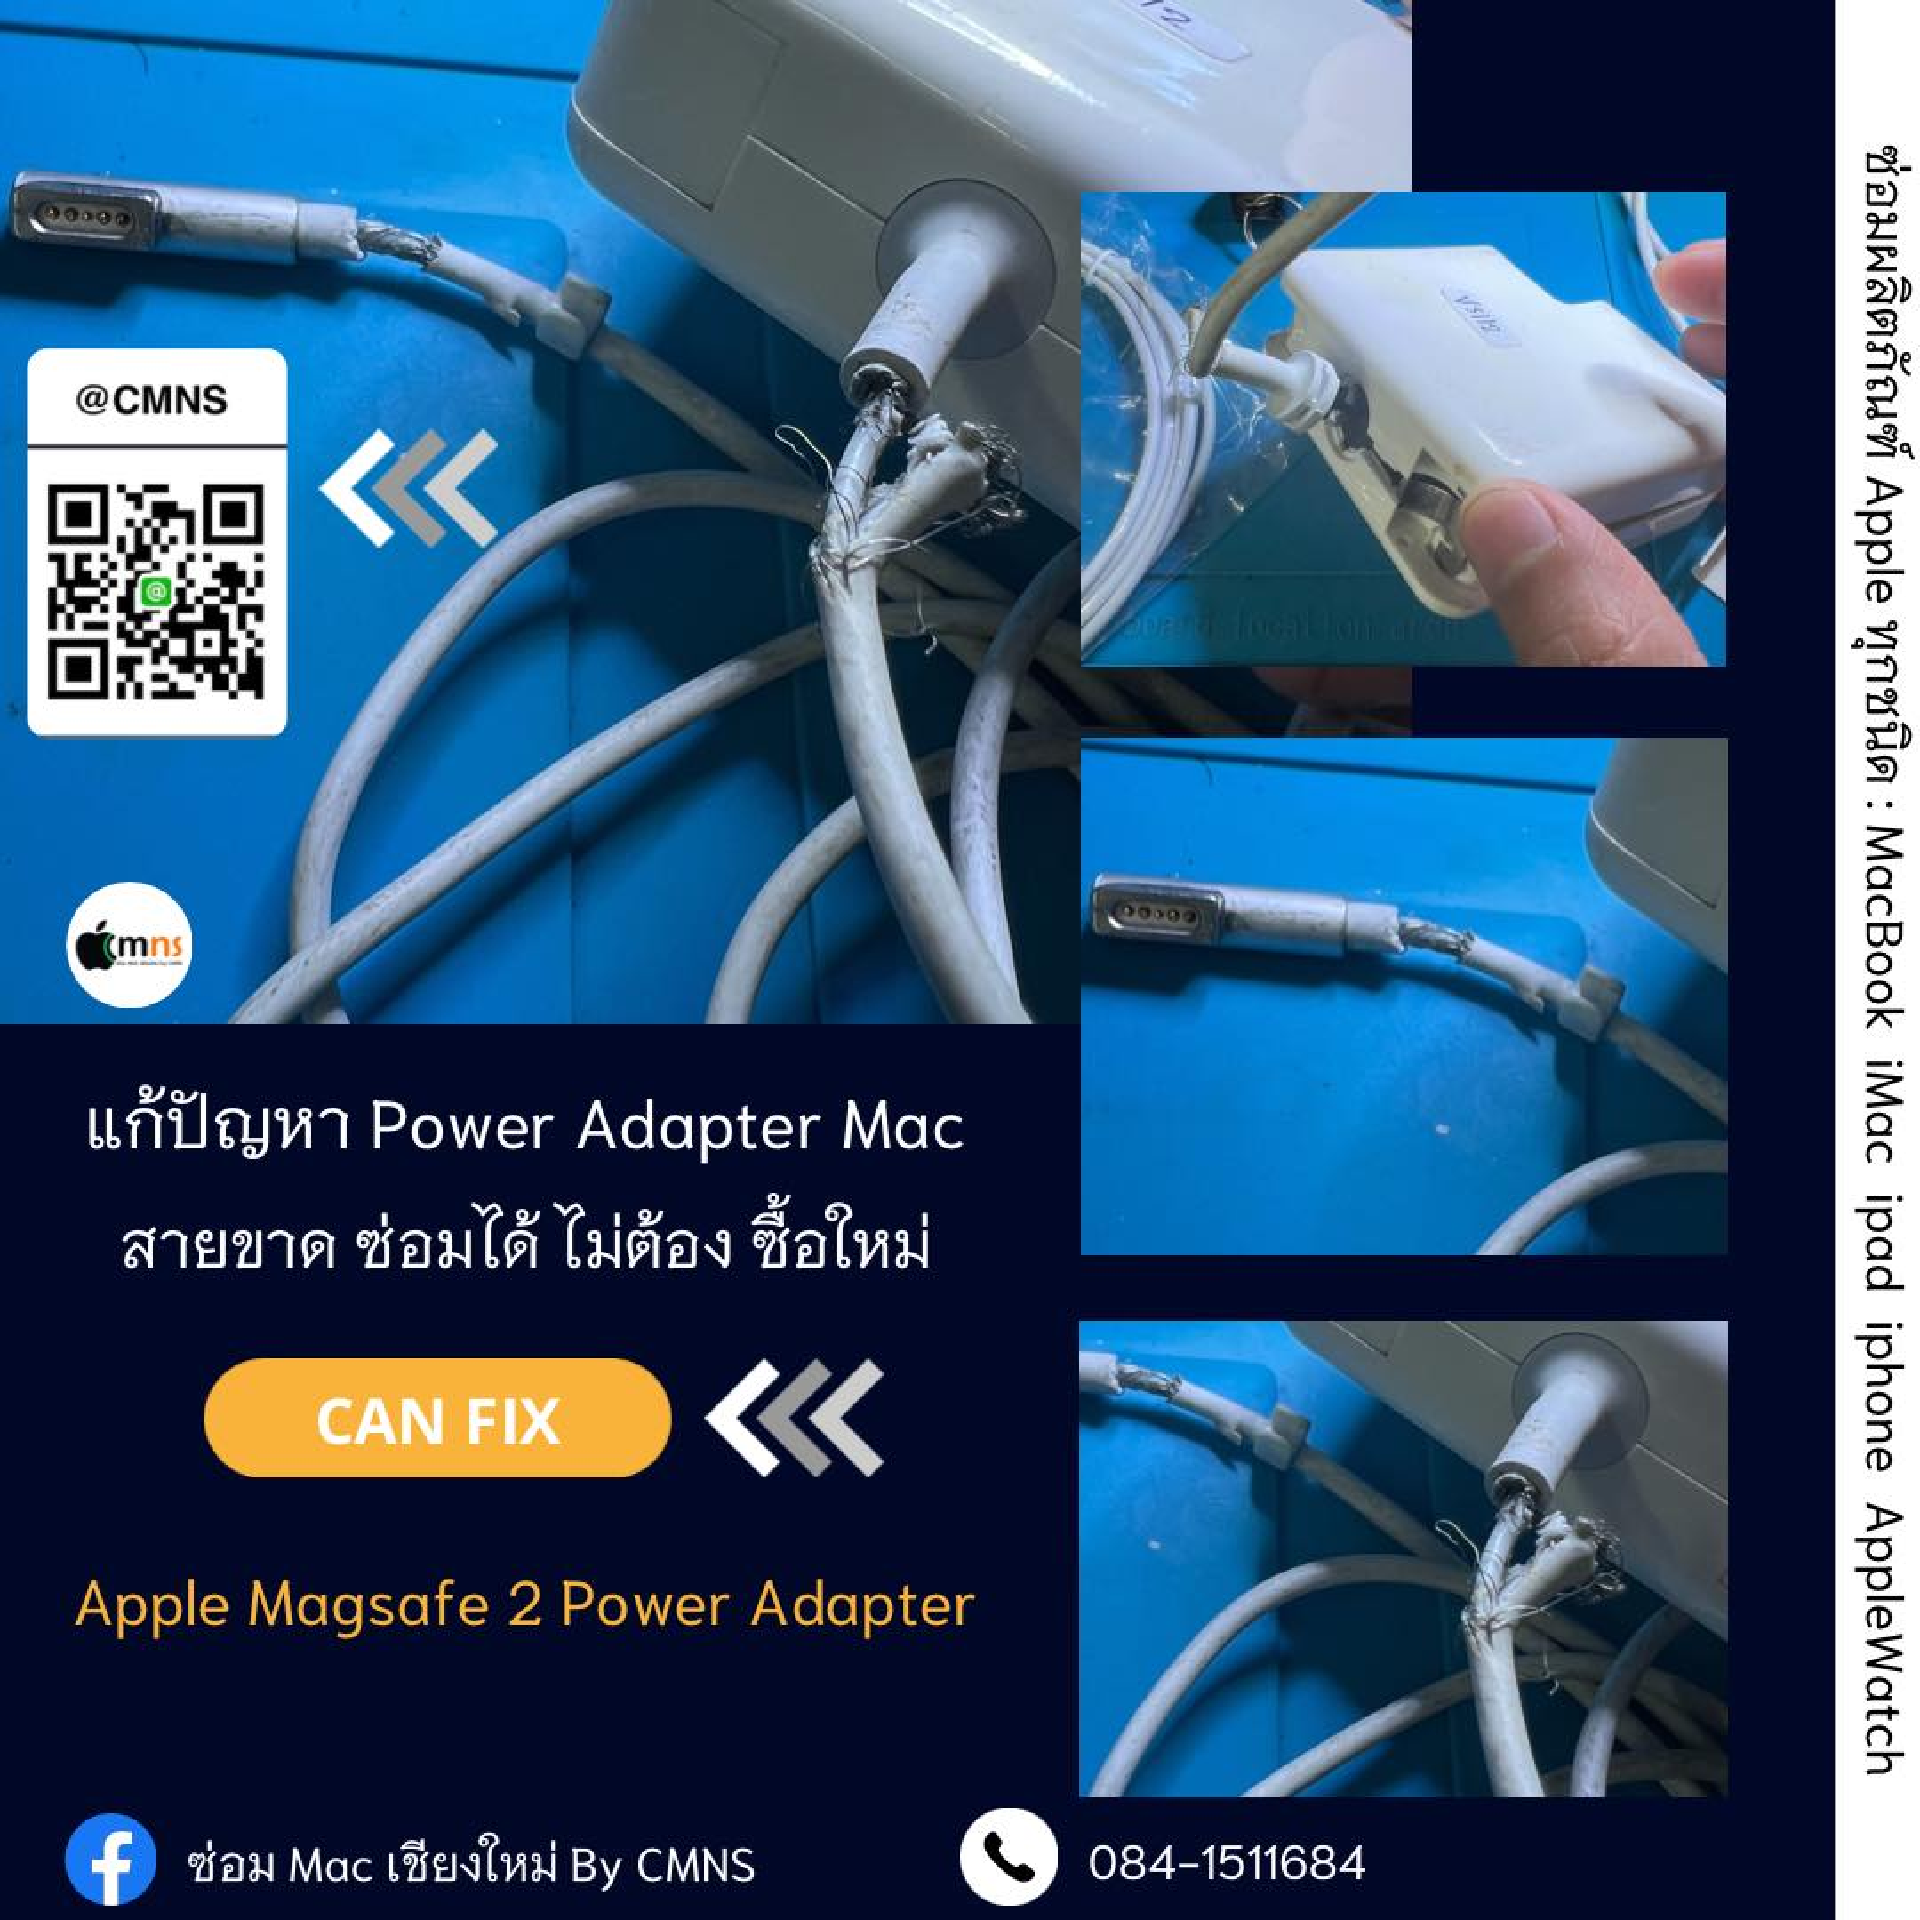 @CMNS
cmns
แก้ปัญหา Power Adapter Mac
สายขาด ซ่อมได้ ไม่ต้อง ซื้อใหม่
CAN FIX
Apple Magsafe 2 Power Adapter
ซ่อม Mac เชียงใหม่ By CMNS
084-1511684
ซ่อมผลิตภัณฑ์ Apple ทุกชนิด : MacBook iMac ipad iphone AppleWatch